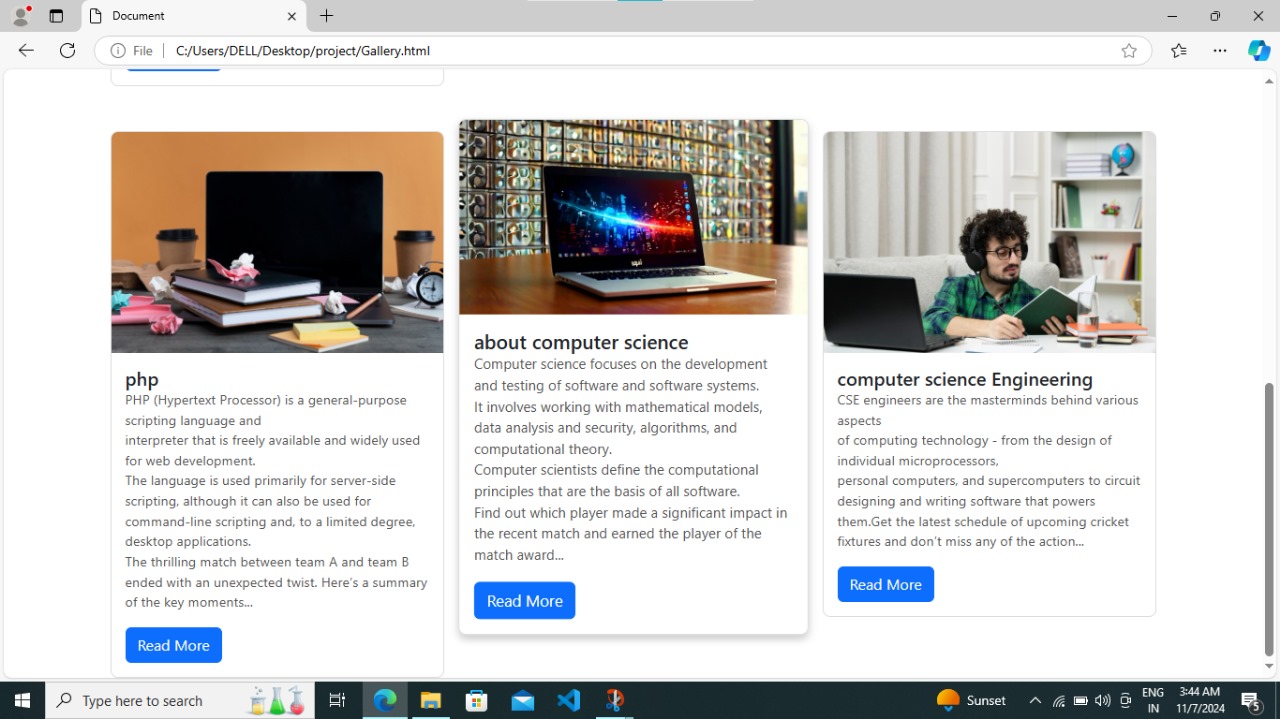 Document
File
C:/Users/DELL/Desktop/project/Gallery.html
php
PHP (Hypertext Processor) is a general-purpose
scripting language and
interpreter that is freely available and widely used
for web development.
The language is used primarily for server-side
scripting, although it can also be used for
command-line scripting and, to a limited degree,
desktop applications.
The thrilling match between team A and team B
ended with an unexpected twist. Here's a summary
of the key moments...
Read More
about computer science
Computer science focuses on the development
and testing of software and software systems.
It involves working with mathematical models,
data analysis and security, algorithms, and
computational theory.
Computer scientists define the computational
principles that are the basis of all software.
Find out which player made a significant impact in
the recent match and earned the player of the
match award...
Read More
computer science Engineering
CSE engineers are the masterminds behind various
aspects
of computing technology - from the design of
individual microprocessors,
personal computers, and supercomputers to circuit
designing and writing software that powers
them.Get the latest schedule of upcoming cricket
fixtures and don't miss any of the action...
Read More
Type here to search
Sunset
ENG
IN
3:44 AM
11/7/2024
5